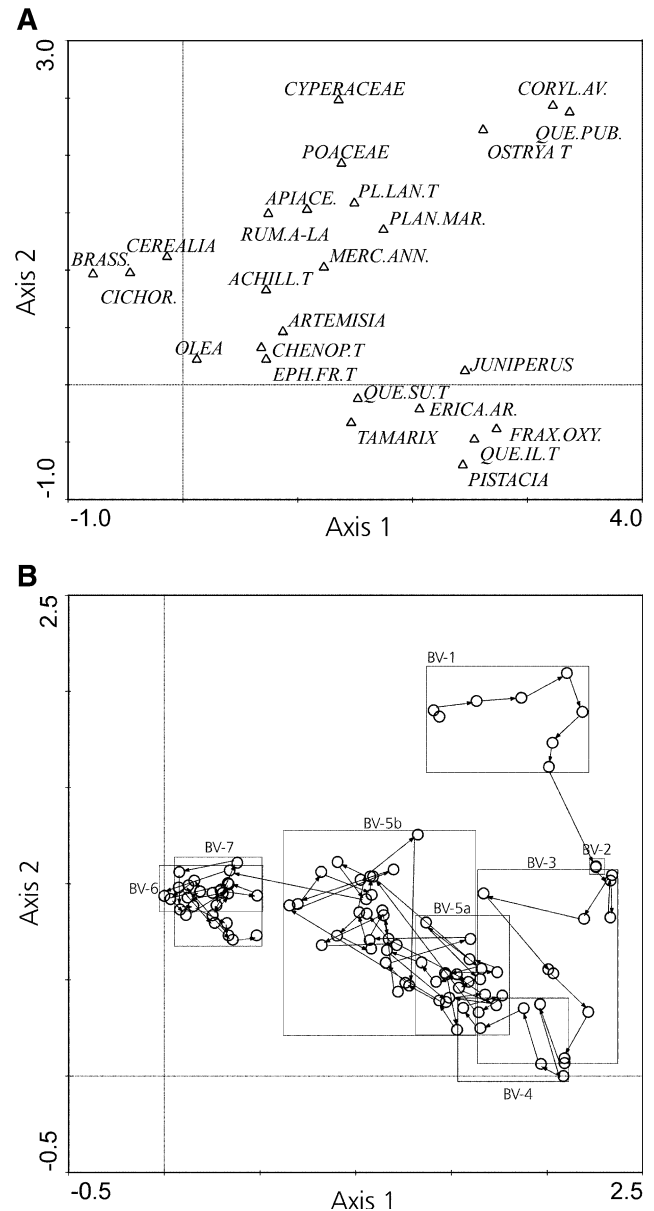 A
3.0
CYPERACEAE
CORYL.AV.
QUE.PUB.
OSTRYA T
POACEAE
APIACE.
PL.LAN.T
RUM.A-LA
PLAN.MAR.
CEREALIA
MERC.ANN.
BRASS.
CICHOR.
ACHILL.T
Axis 2
ARTEMISIA
OLEA
CHENOP.T
EPH.FR.T
JUNIPERUS
QUE.SU.T
ERICA.AR.
TAMARIX
FRAX.OXY.
QUE.IL.T
PISTACIA
-1.0
-1.0
Axis 1
4.0
B
2.5
BV-1
BV-5b
BV-7
BV-2
BV-3
BV-6
BV-5a
Axis 2
BV-4
-0.5
-0.5
Axis 1
2.5